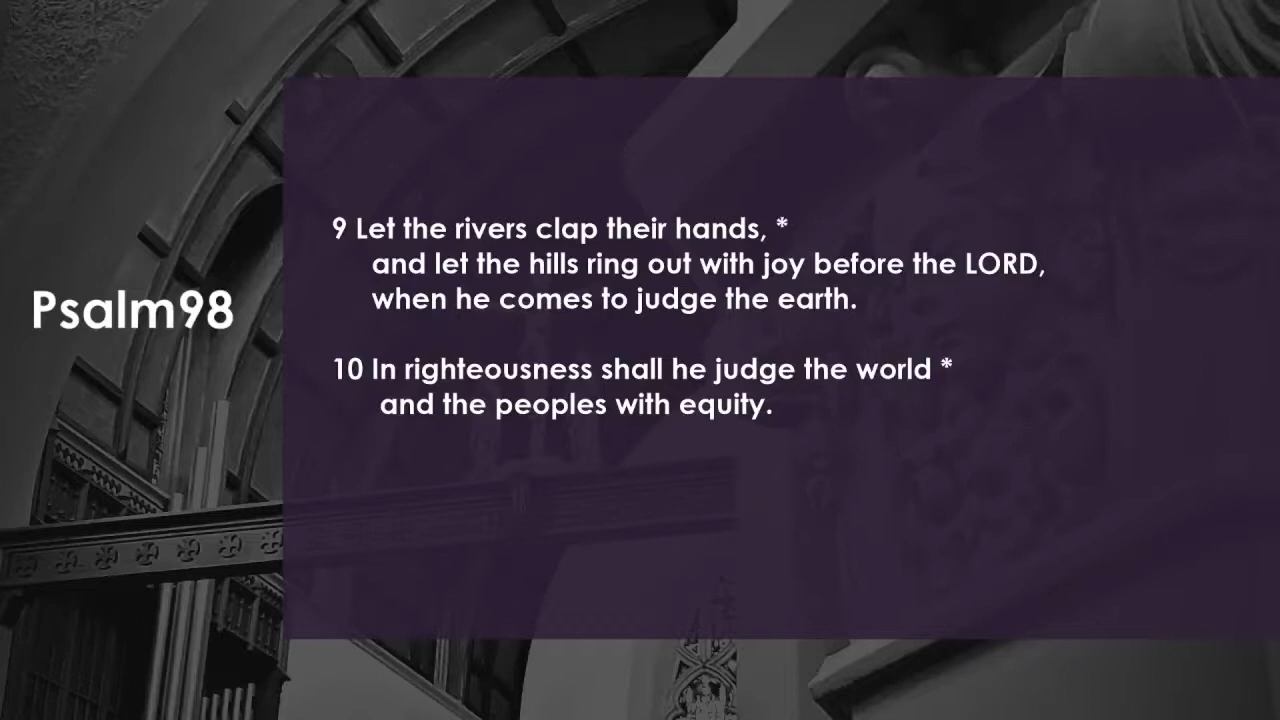 Psalm98
9 Let the rivers clap their hands, *
and let the hills ring out with joy before the LORD,
when he comes to judge the earth.
10 In righteousness shall he judge the world *
and the peoples with equity.